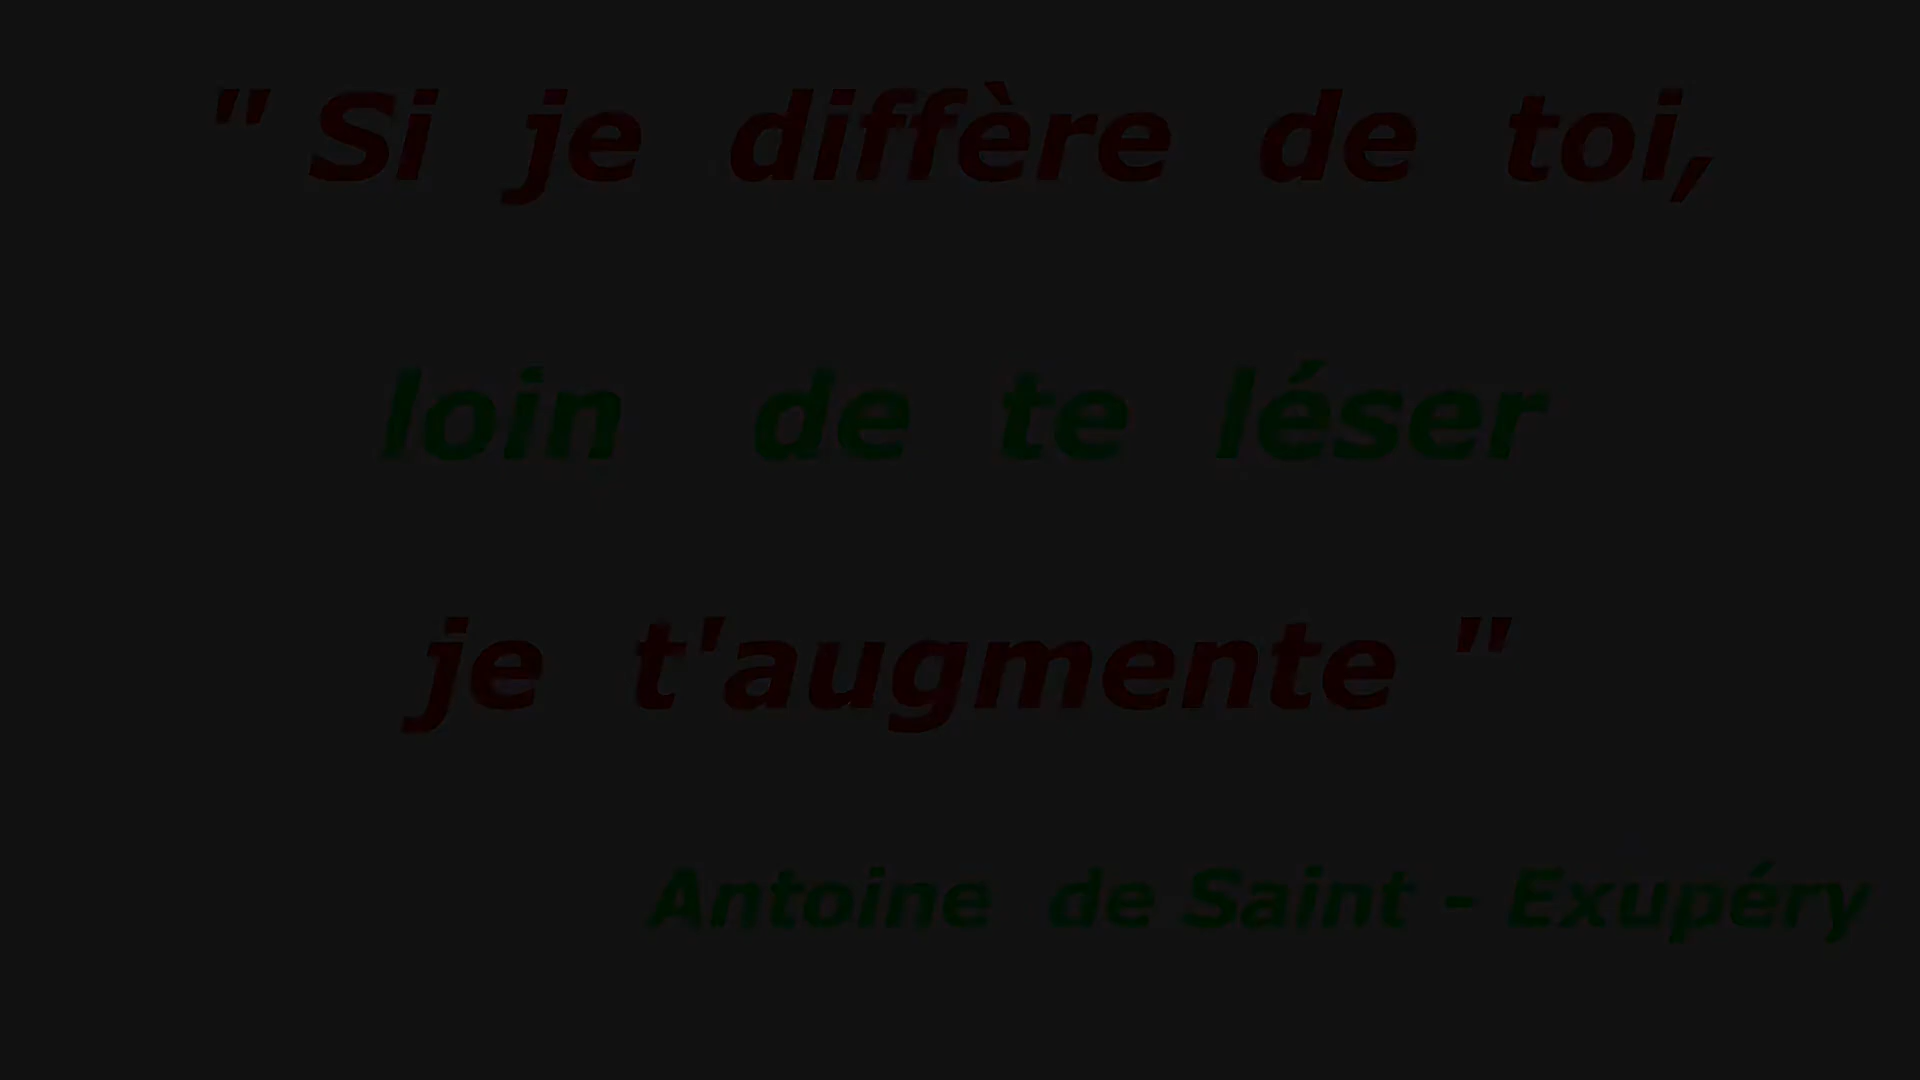 " Si je diffère de toi,
loin de te léser
je t'augmente "
Antoine de Saint - Exupéry